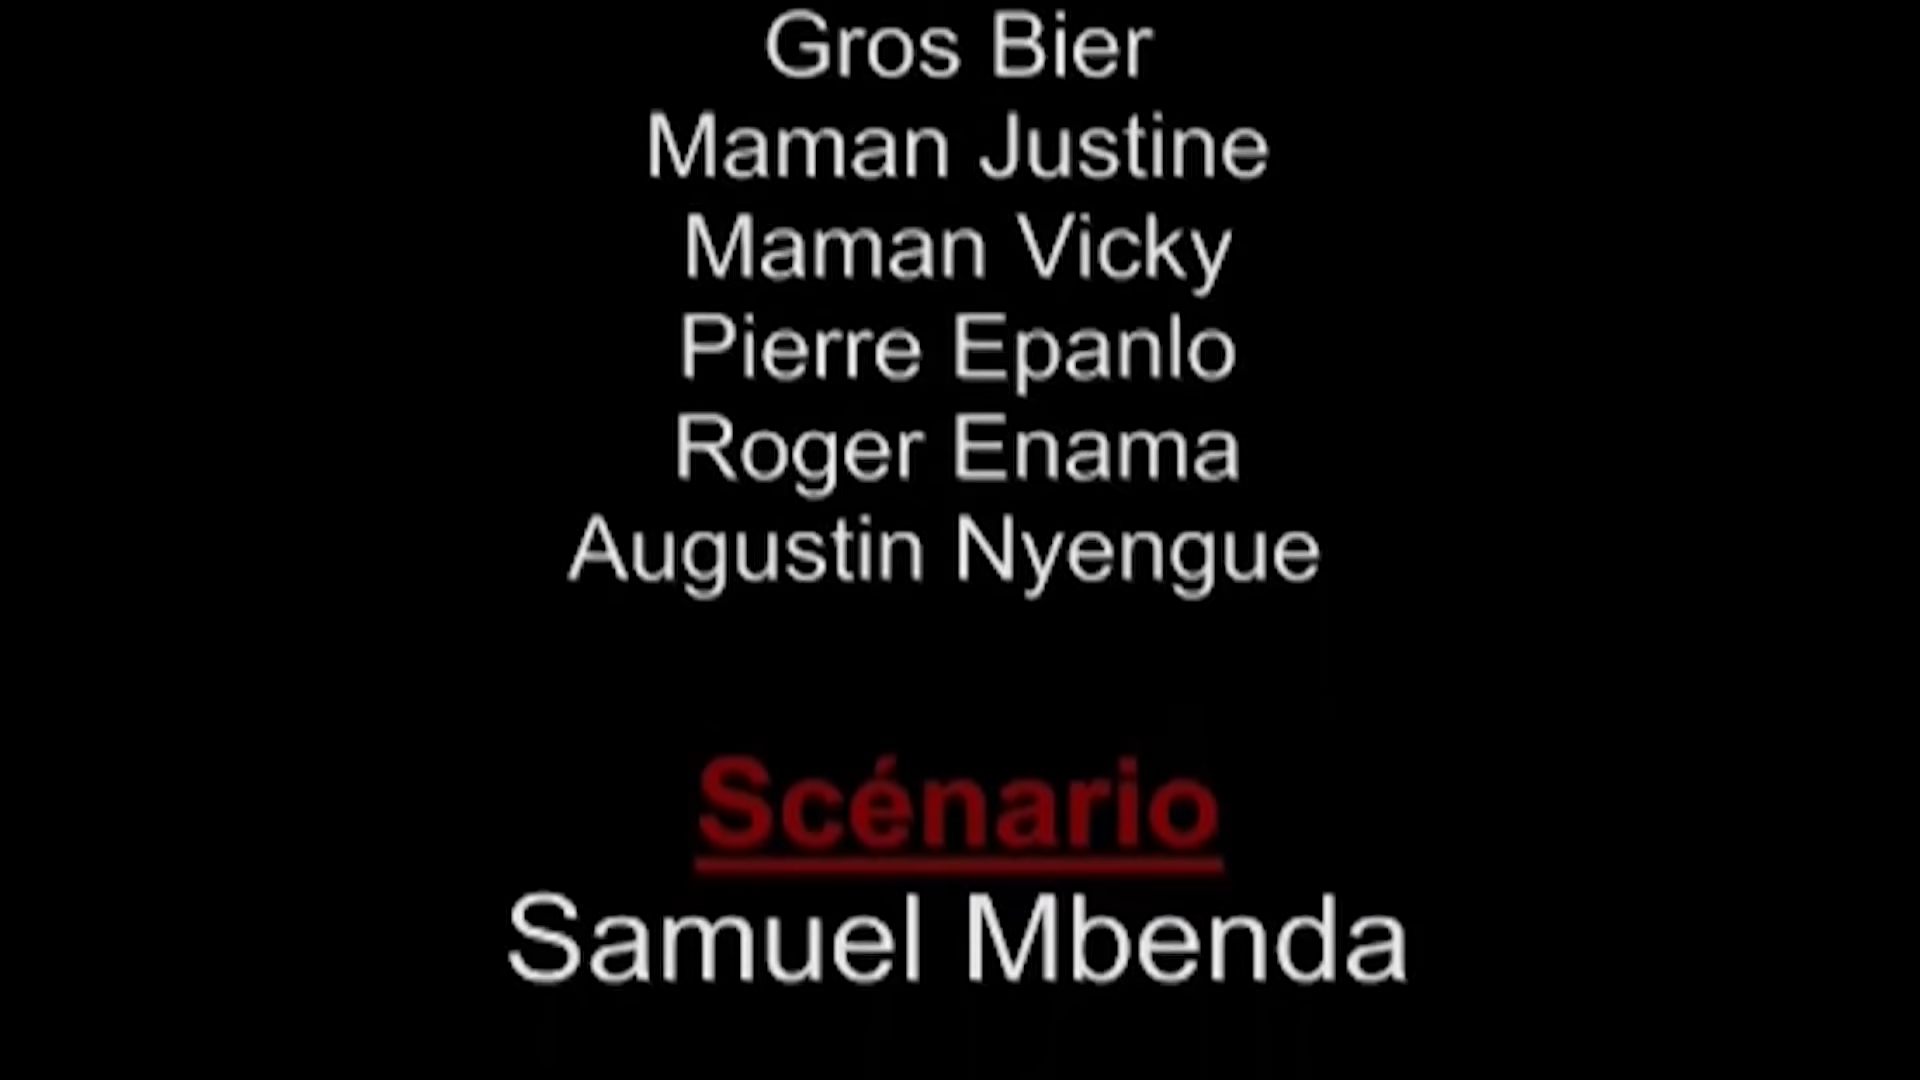 Gros Bier
Maman Justine
Maman Vicky
Pierre Epanlo
Roger Enama
Augustin Nyengue
Scénario
Samuel Mbenda